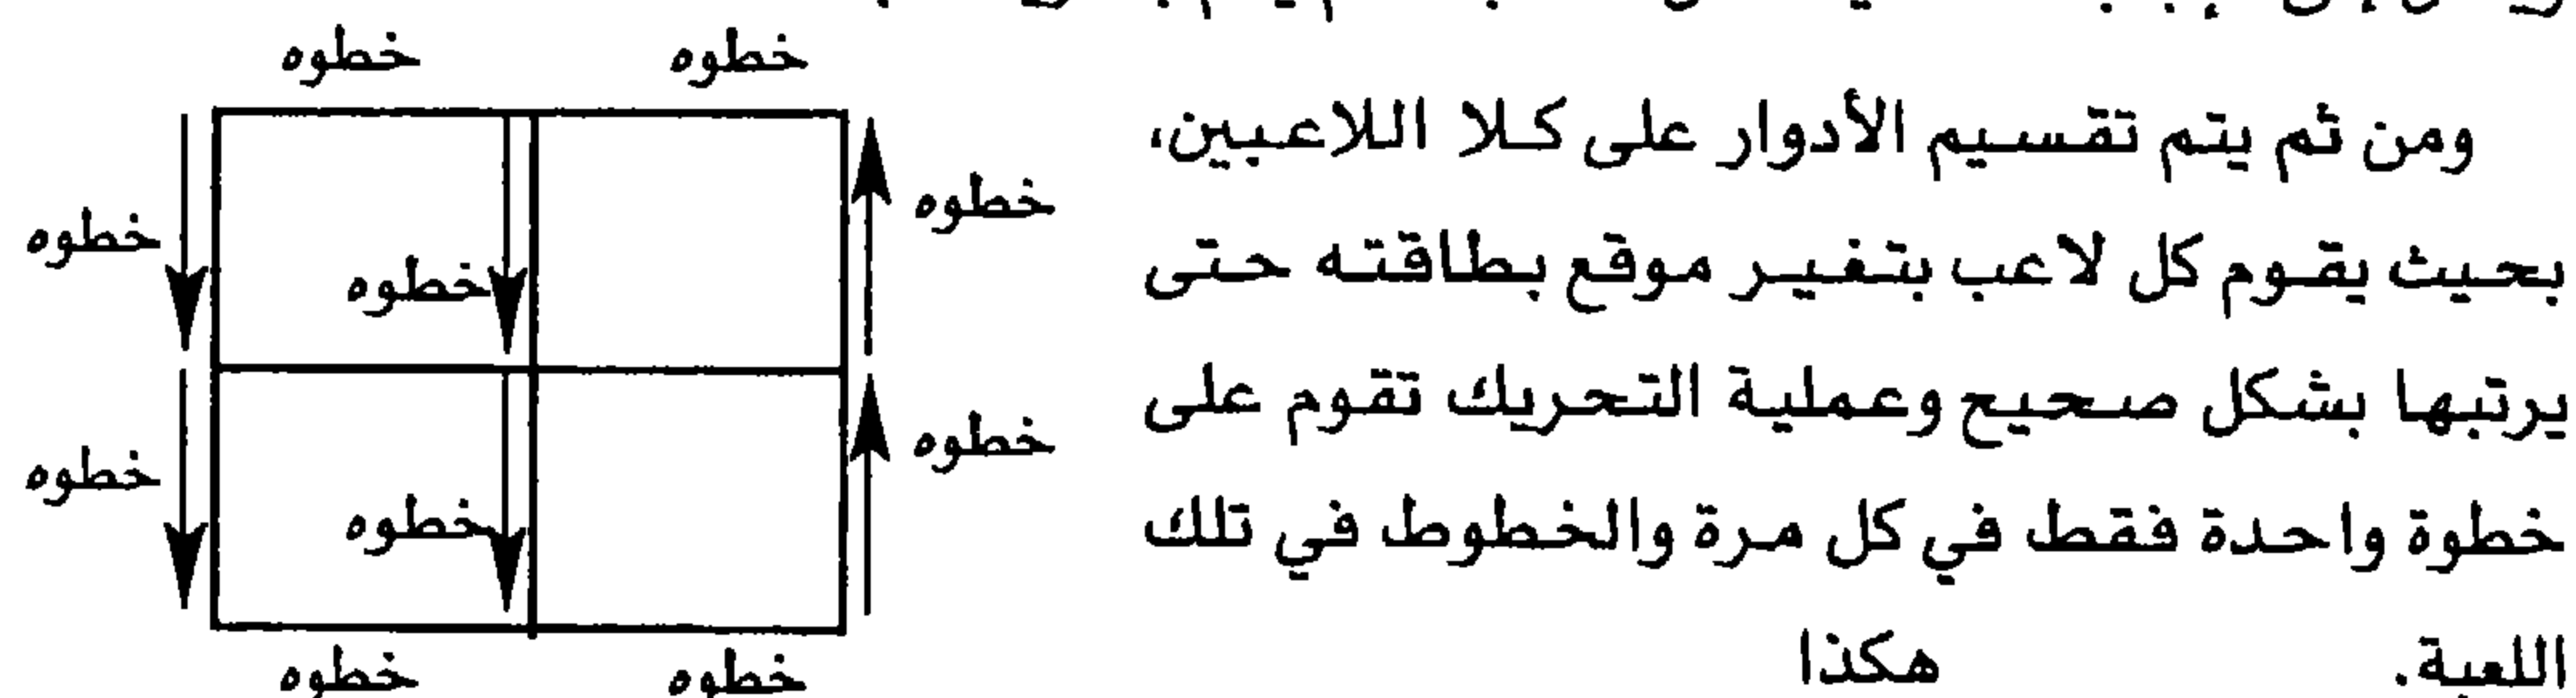 ومن ثم يتم تقسيم الأدوار على كلا اللاعبين،
بحيث يقوم كل لاعب بتغير موقع بطاقته حتى
يرتبها بشكل صحيح وعملية التحريك تقوم على
خطوة واحدة فقط في كل مرة والخطوط في تلك
اللعبة. هكذا
خطوه خطوه
خطوه
خطوه
خطوه
خطوه
خطوه
خطوه
خطوه خطوه